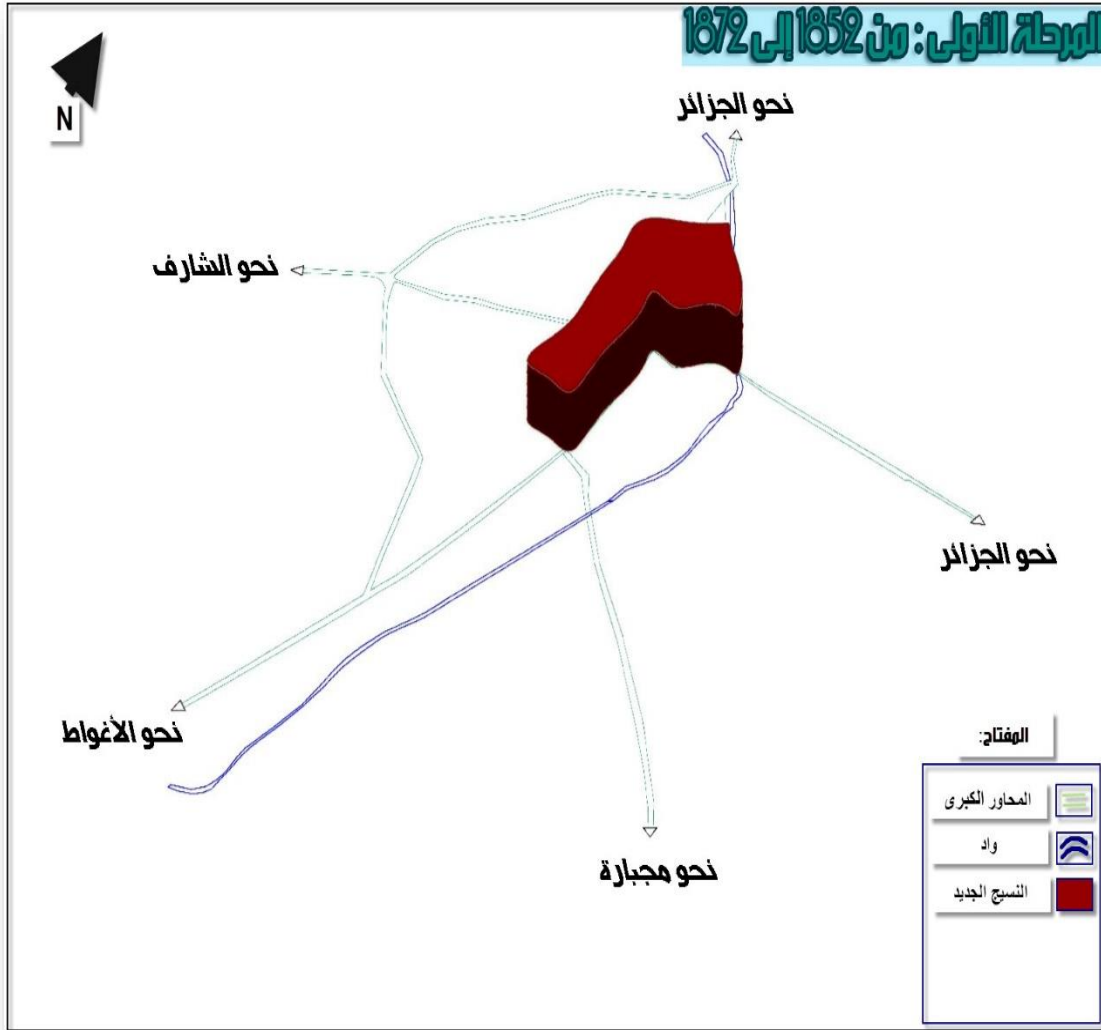 المرحلة الأولى : من 1852 إلى 1872
N
نحو الجزائر
نحو الشارف
نحو الجزائر
نحو الأغواط
نحو مجبارة
المفتاح:
المحاور الكبرى
واد
النسيج الجديد